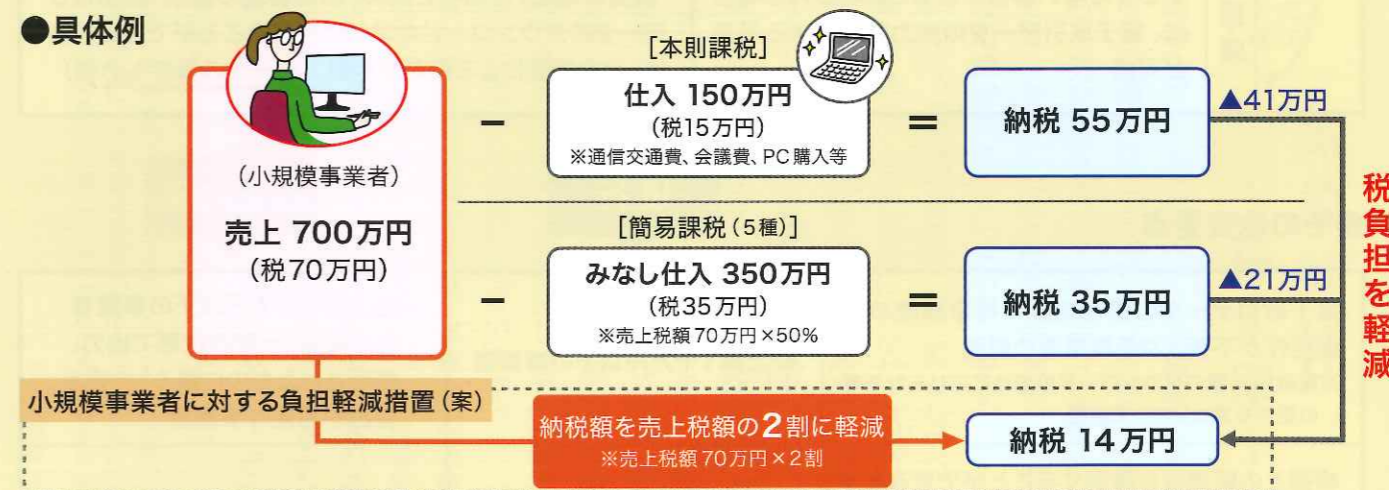 ●具体例
(小規模事業者)
売上 700万円
(税70万円)
−
[本則課税]
仕入 150万円
(税15万円)
※通信交通費、会議費、PC購入等
=
納税 55万円
▲41万円
−
[簡易課税(5種)]
みなし仕入 350万円
(税35万円)
※売上税額70万円×50%
=
納税 35万円
▲21万円
税負担を軽減
小規模事業者に対する負担軽減措置(案)
納税額を売上税額の2割に軽減
※売上税額70万円×2割
納税 14万円